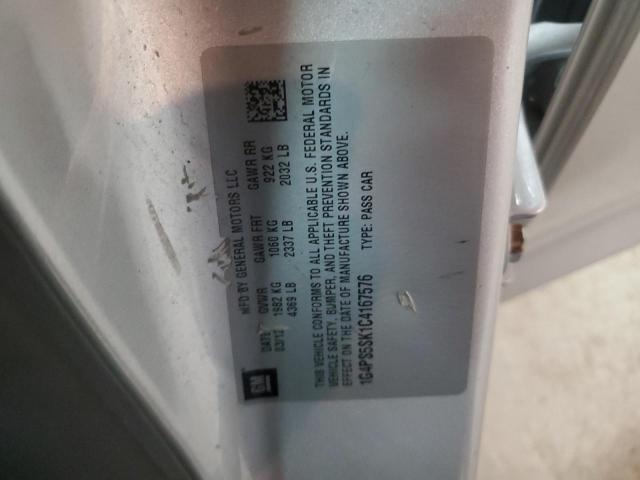 GM
MFD BY GENERAL MOTORS LLC
DATE GVWR GAWR FRT GAWR RR
03/12 1982 KG 1060 KG 922 KG
4369 LB 2337 LB 2032 LB
THIS VEHICLE CONFORMS TO ALL APPLICABLE U.S. FEDERAL MOTOR
VEHICLE SAFETY, BUMPER, AND THEFT PREVENTION STANDARDS IN
EFFECT ON THE DATE OF MANUFACTURE SHOWN ABOVE.
1G4PS5SK1C4167576 TYPE: PASS CAR